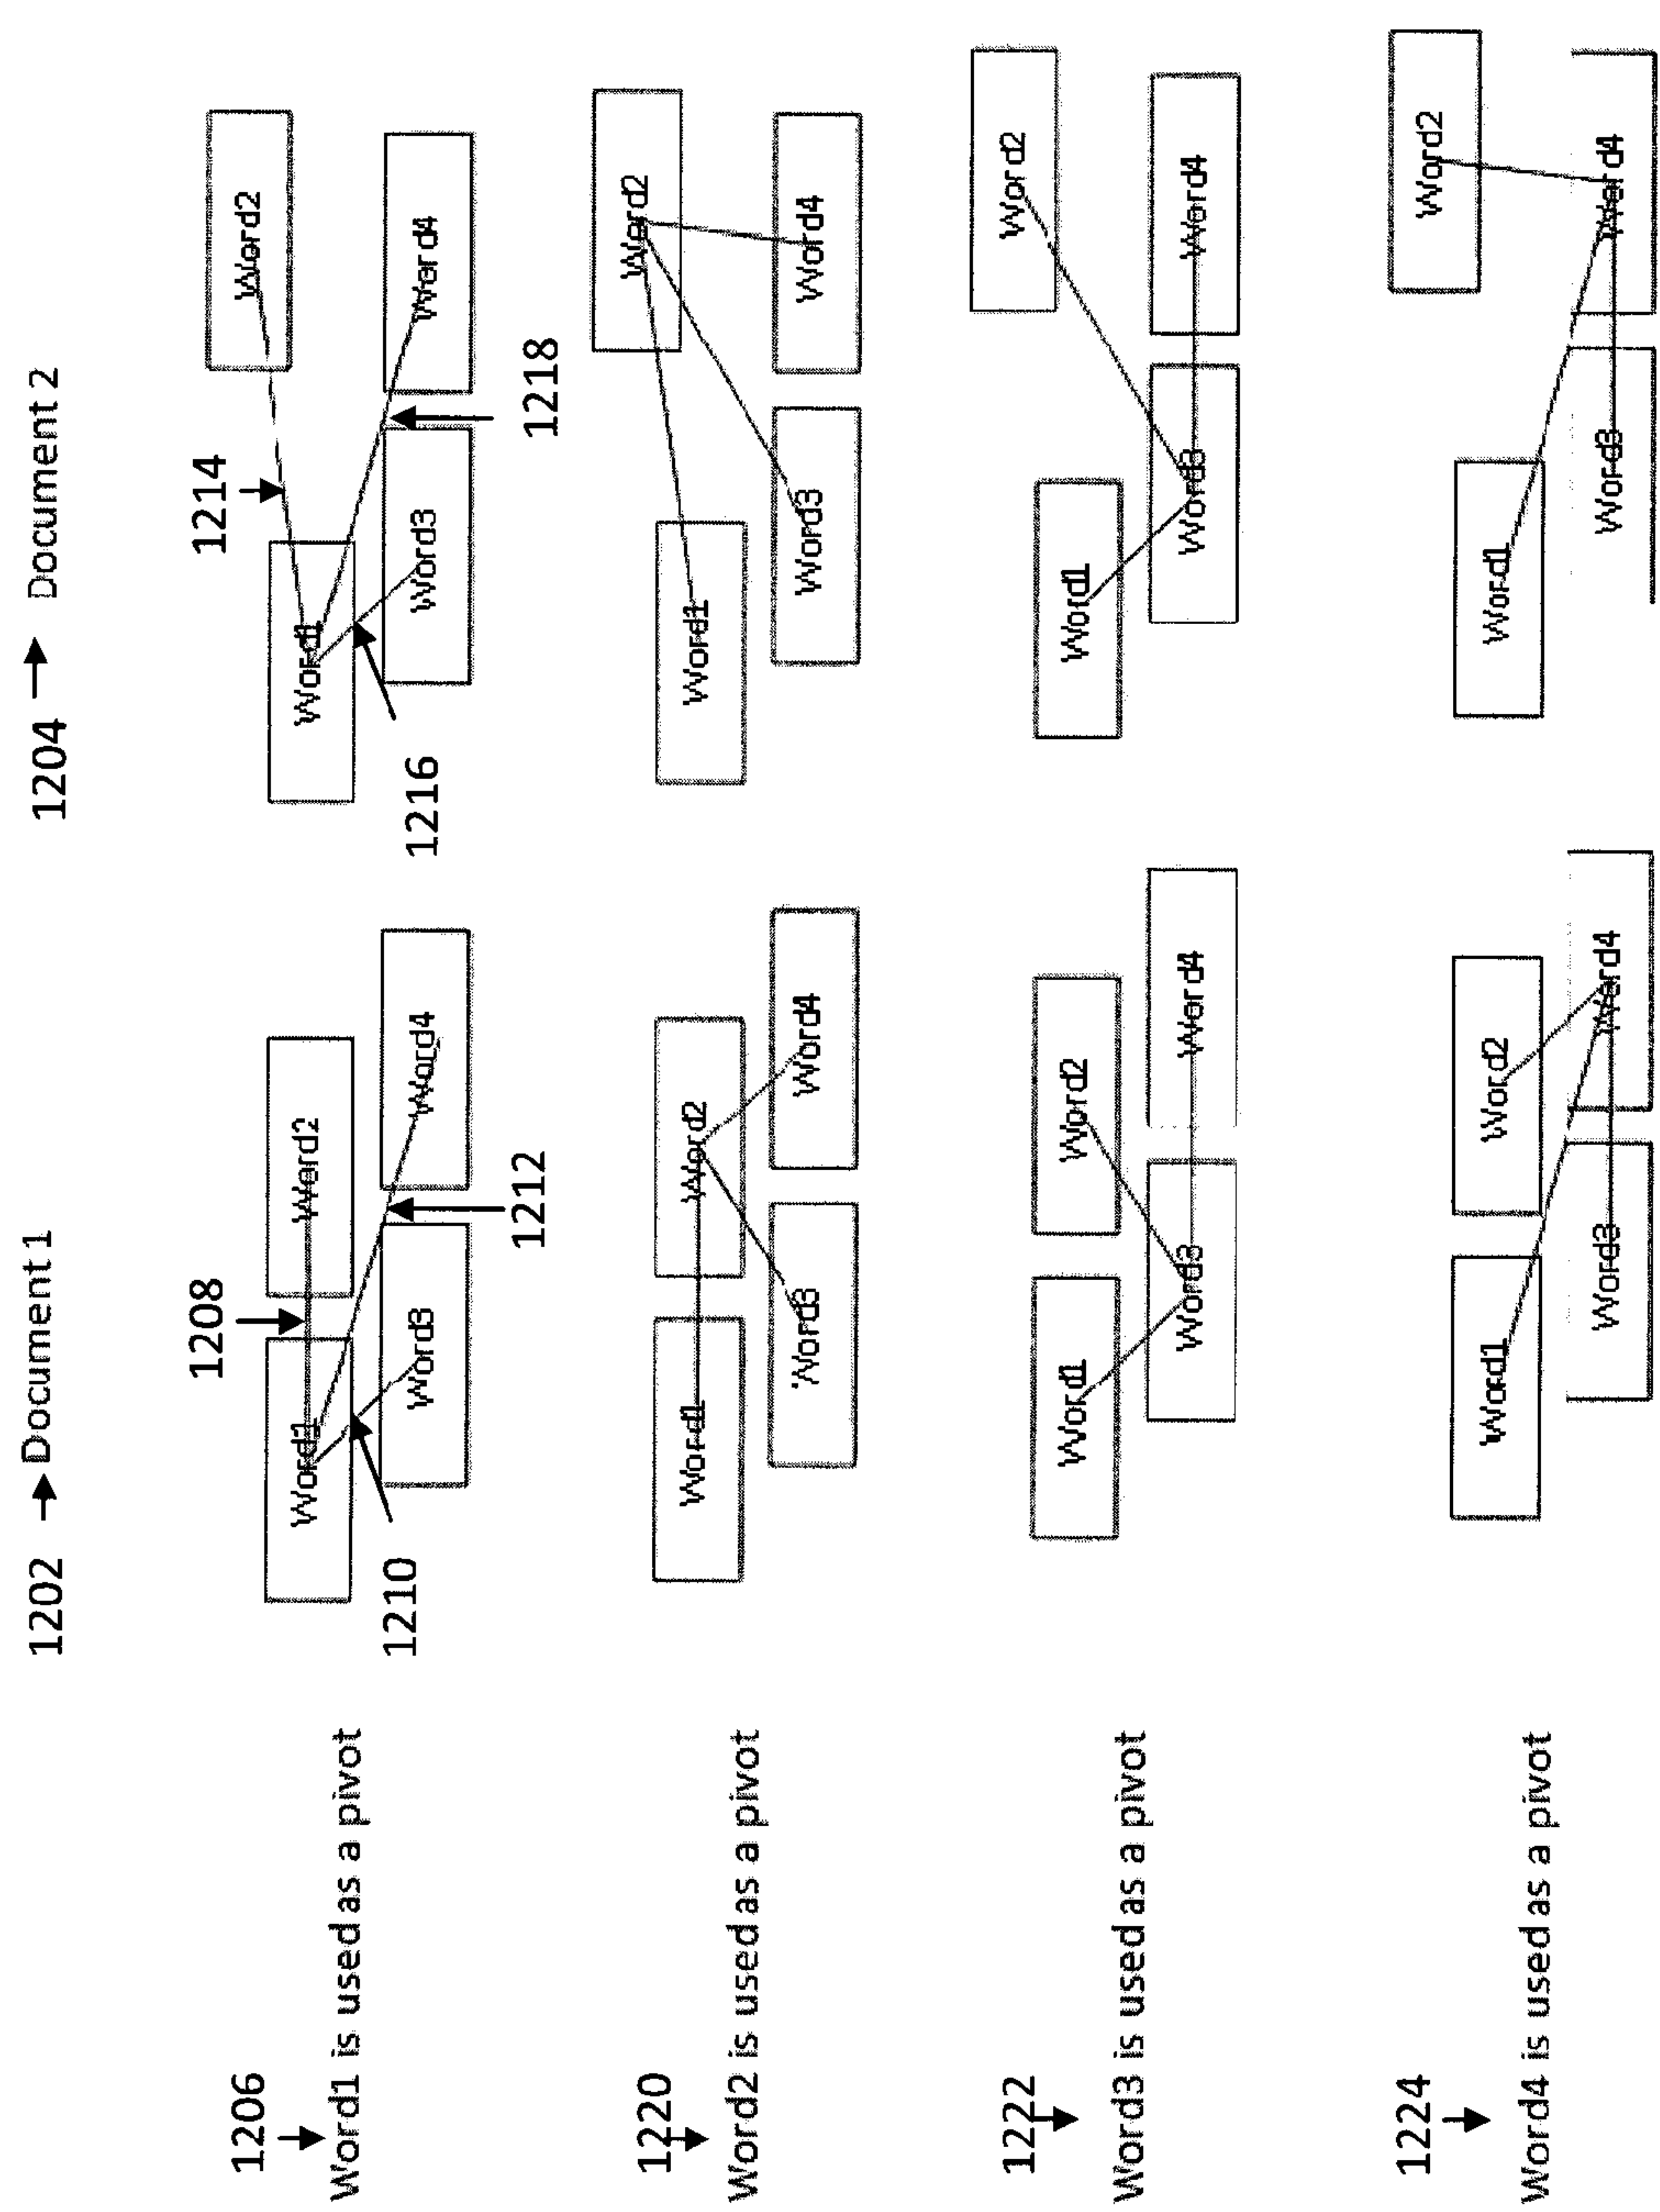 1202 → Document 1
1204 → Document 2
1206
Word1 is used as a pivot
1208
Word1
Word2
Word3
Word4
1210
1212
1214
Word2
Word1
Word3
Word4
1216
1218
1220
Word2 is used as a pivot
Word1
Word2
Word3
Word4
Word2
Word1
Word3
Word4
1222
Word3 is used as a pivot
Word1
Word2
Word3
Word4
Word2
Word1
Word3
Word4
1224
Word4 is used as a pivot
Word1
Word2
Word3
Word4
Word2
Word1
Word3
Word4